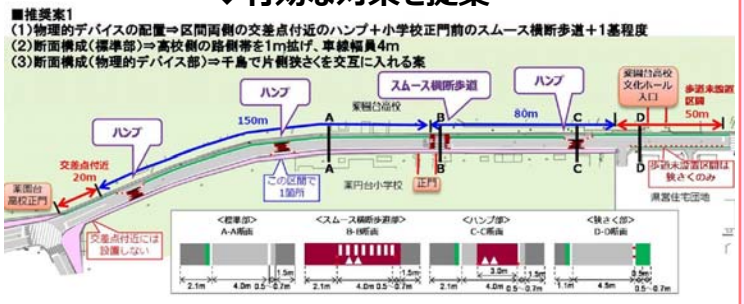 有効な対策を提案
■推奨案1
(1)物理的デバイスの配置⇒区間両側の交差点付近のハンプ+小学校正門前のスムース横断歩道+1基程度
(2)断面構成(標準部)⇒高校側の路側帯を1m拡げ、車線幅員4m
(3)断面構成(物理的デバイス部)⇒千鳥で片側狭さくを交互に入れる案
薬園台高校
スムース横断歩道
ハンプ
薬園台高校
文化ホール
入口
歩道未設置
区間
50m
150m
80m
ハンプ
ハンプ
A
B
C
D
交差点付近
20m
薬園台
高校正門
この区間で
1箇所
A
薬円台小学校
B
正門
C
D
歩道未設置区間は
狭さくのみ
県営住宅団地
交差点付近には
設置しない
<標準部>
A-A断面
<スムース横断歩道部>
B-B断面
<ハンプ部>
C-C断面
<狭さく部>
D-D断面
1.5m
2.1m
4.0m
0.5~0.7m
1.5m
2.1m
4.0m
0.5~0.7m
3.0m
1.5m
2.1m
4.0m
0.5~0.7m
0.5m
1.1m
4.5m
0.5~0.7m